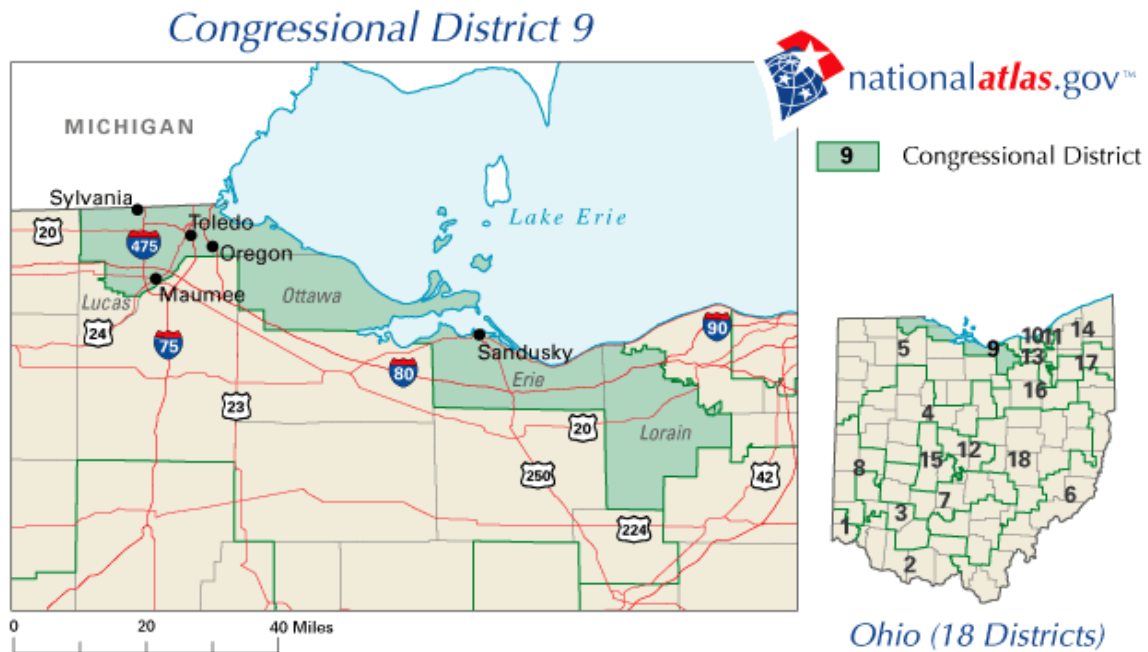 Congressional District 9
nationalatlas.gov™
9 Congressional District
MICHIGAN
Sylvania
Toledo
20
475
Oregon
Lake Erie
Lucas
Maumee
Ottawa
24
75
90
Sandusky
80
Erie
23
20
Lorain
250
42
224
0 20 40 Miles
10 11 14
5 9 13
17
16
4
12
15 18
8
6
7
3
1
2
Ohio (18 Districts)